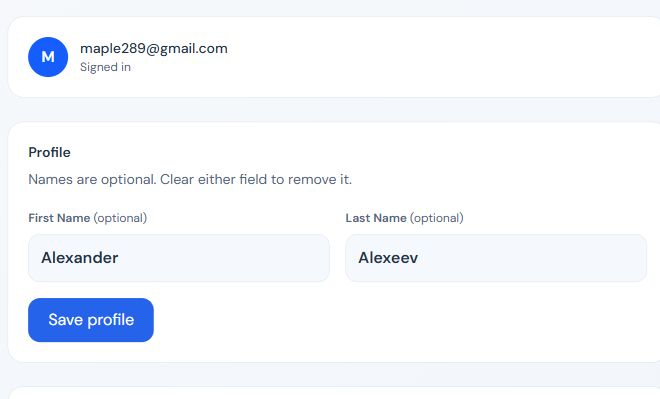 M
maple289@gmail.com
Signed in
Profile
Names are optional. Clear either field to remove it.
First Name (optional) Last Name (optional)
Alexander Alexeev
Save profile